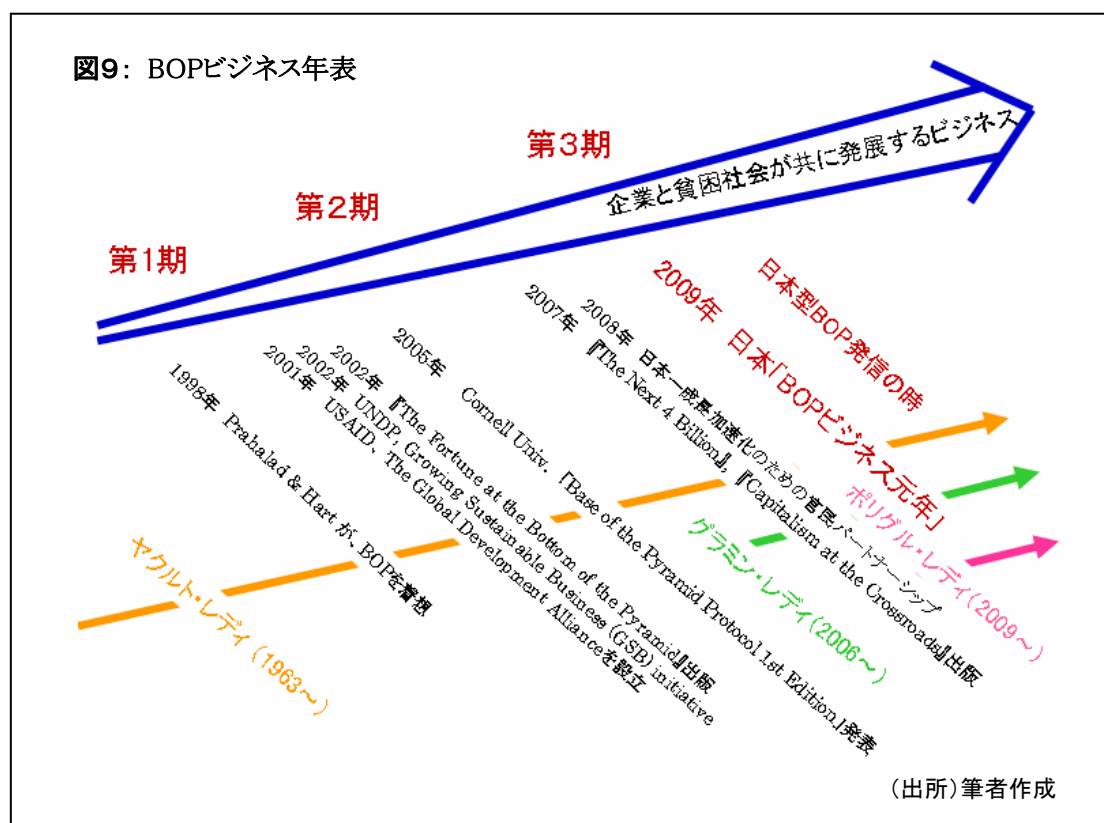 図9: BOPビジネス年表
第1期
第2期
第3期
企業と貧困社会が共に発展するビジネス
1998年 Prahalad & Hart が、BOPを着想
2001年 USAID、The Global Development Allianceを設立
2002年 UNDP; Growing Sustainable Business (GSB) initiative
2002年 『The Fortune at the Bottom of the Pyramid』出版
2005年 Cornell Univ. 「Base of the Pyramid Protocol 1st Edition」発表
2007年 『The Next 4 Billion』, 『Capitalism at the Crossroads』出版
2008年 日本－成長加速化のための官民パートナーシップ
2009年 日本「BOPビジネス元年」
日本型BOP発信の時
ヤクルト・レディ (1963～)
グラミン・レディ(2006～)
ポリグル・レディ(2009～)
(出所)筆者作成